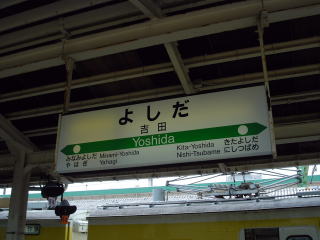 よしだ
吉田
Yoshida
みなみよしだ Minami-Yoshida
やはぎ Yahagi
Kita-Yoshida きたよしだ
Nishi-Tsubame にしつばめ